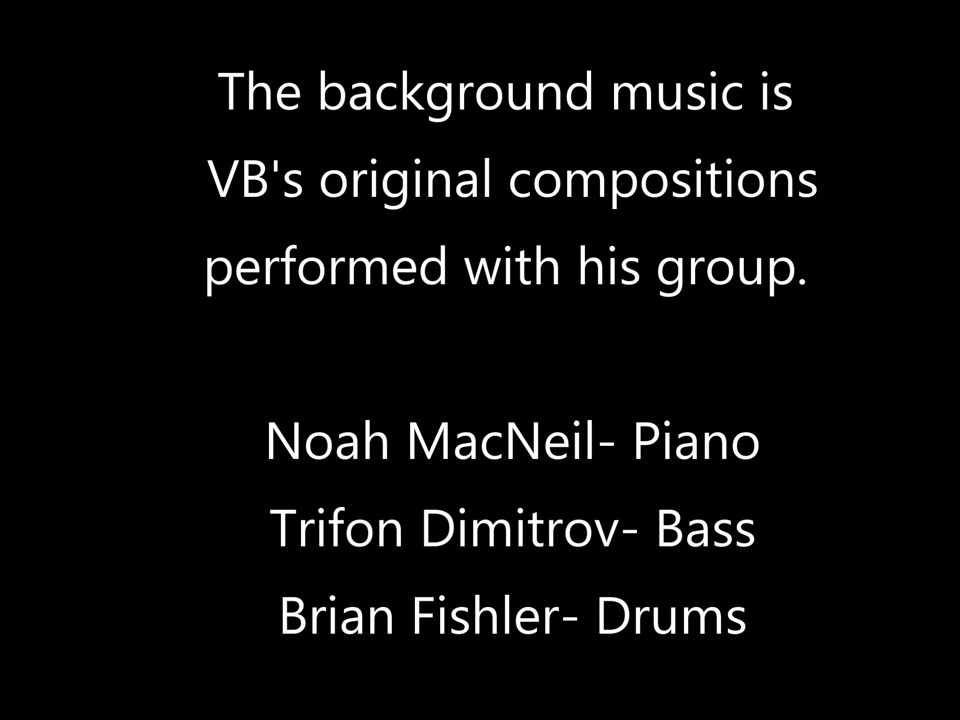 The background music is
VB's original compositions
performed with his group.
Noah MacNeil- Piano
Trifon Dimitrov- Bass
Brian Fishler- Drums